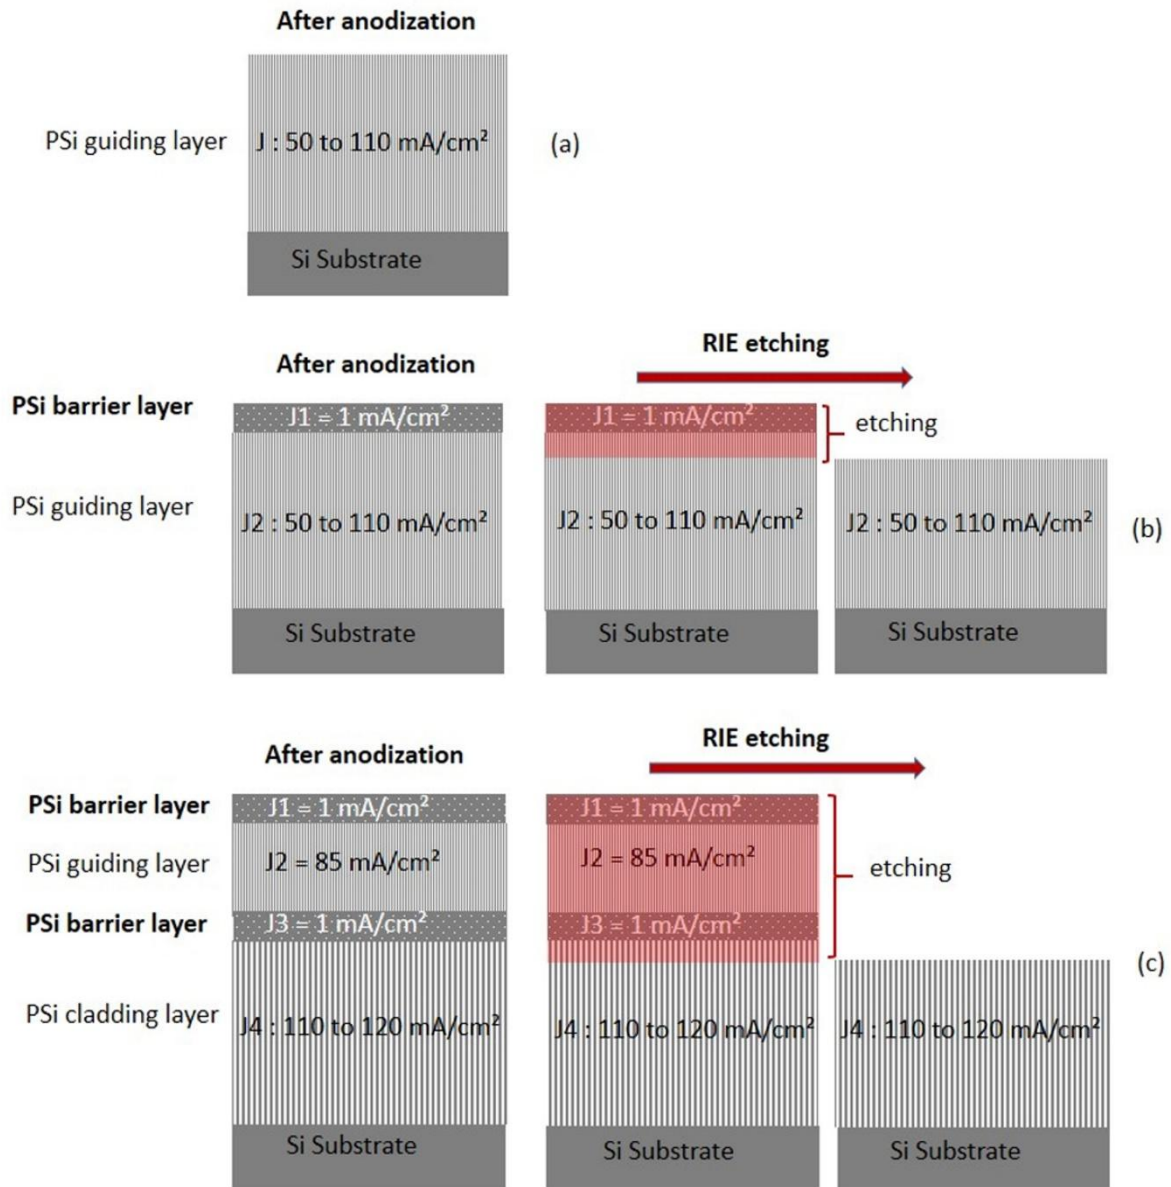 After anodization
PSi guiding layer
J : 50 to 110 mA/cm²
(a)
Si Substrate
After anodization
RIE etching
PSi barrier layer
J1 = 1 mA/cm²
J1 = 1 mA/cm²
etching
PSi guiding layer
J2 : 50 to 110 mA/cm²
J2 : 50 to 110 mA/cm²
J2 : 50 to 110 mA/cm²
(b)
Si Substrate
Si Substrate
Si Substrate
After anodization
RIE etching
PSi barrier layer
J1 = 1 mA/cm²
J1 = 1 mA/cm²
PSi guiding layer
J2 = 85 mA/cm²
J2 = 85 mA/cm²
etching
PSi barrier layer
J3 = 1 mA/cm²
J3 = 1 mA/cm²
(c)
PSi cladding layer
J4 : 110 to 120 mA/cm²
J4 : 110 to 120 mA/cm²
J4 : 110 to 120 mA/cm²
Si Substrate
Si Substrate
Si Substrate